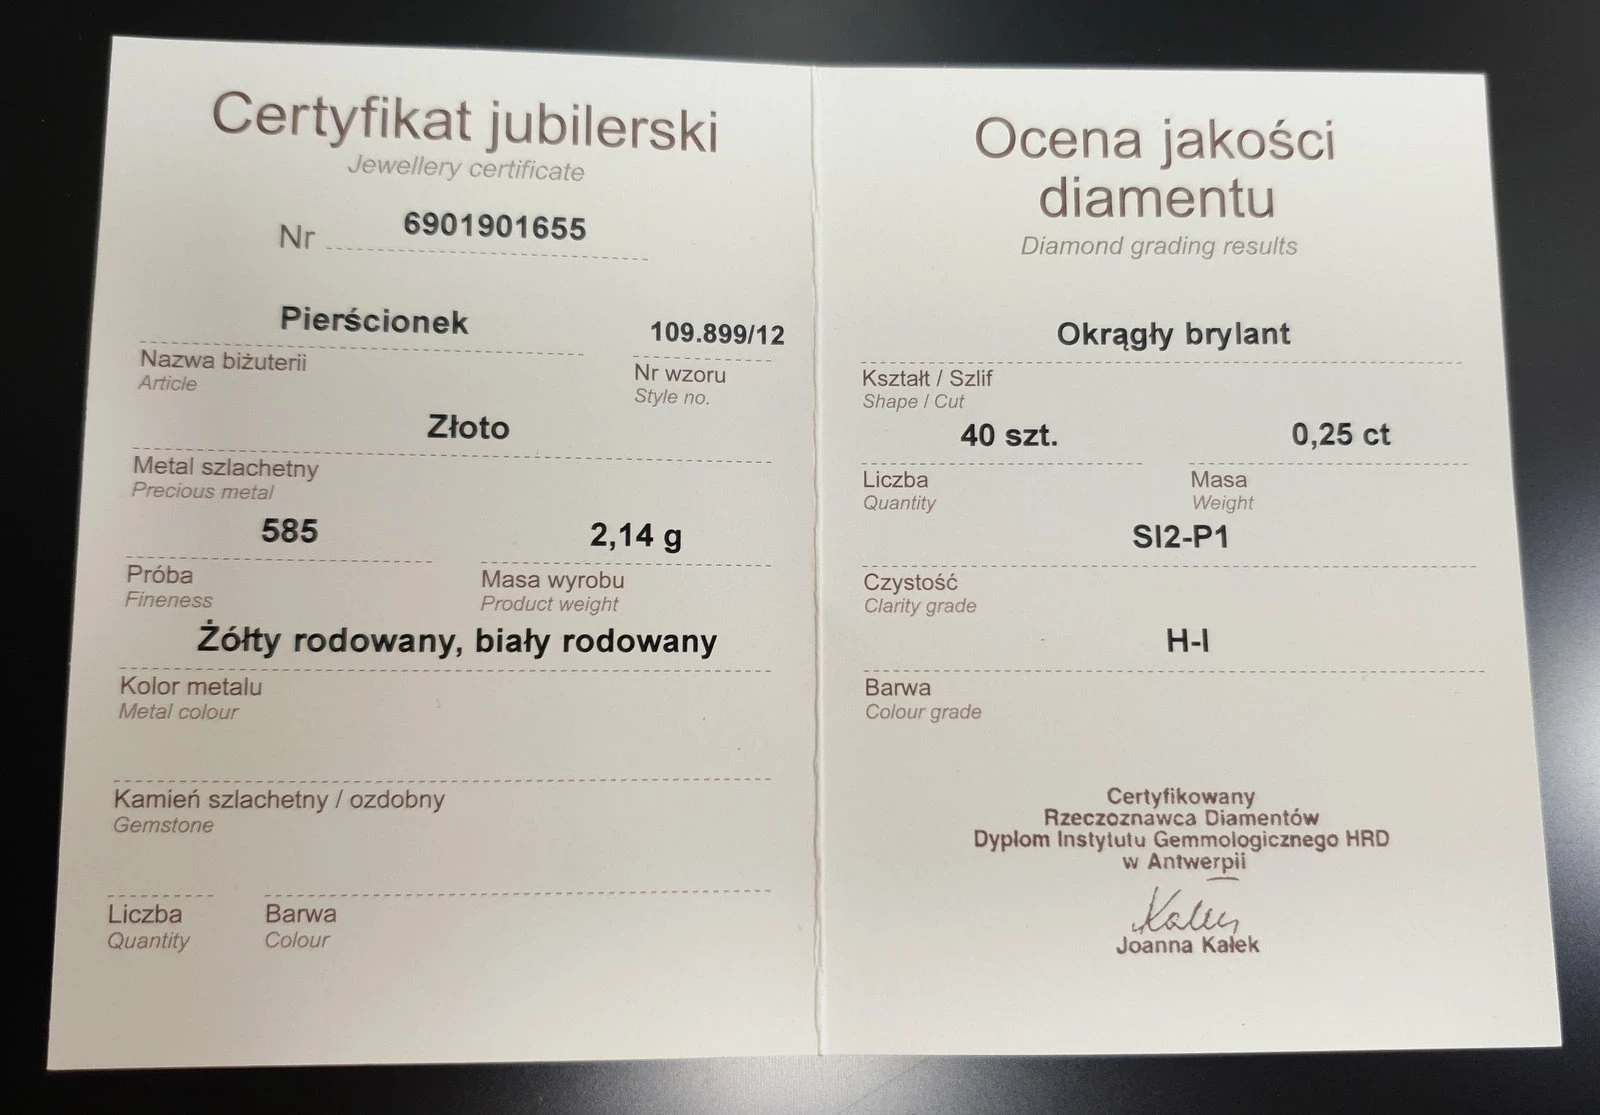 Certyfikat jubilerski
Jewellery certificate
Nr 6901901655
Pierścionek 109.899/12
Nazwa biżuterii Nr wzoru
Article Style no.
Złoto
Metal szlachetny
Precious metal
585 2,14 g
Próba Masa wyrobu
Fineness Product weight
Żółty rodowany, biały rodowany
Kolor metalu
Metal colour
Kamień szlachetny / ozdobny
Gemstone
Liczba Barwa
Quantity Colour
Ocena jakości
diamentu
Diamond grading results
Okrągły brylant
Kształt / Szlif
Shape / Cut
40 szt. 0,25 ct
Liczba Masa
Quantity Weight
SI2-P1
Czystość
Clarity grade
H-I
Barwa
Colour grade
Certyfikowany
Rzeczoznawca Diamentów
Dyplom Instytutu Gemmologicznego HRD
w Antwerpii
Kałek
Joanna Kałek